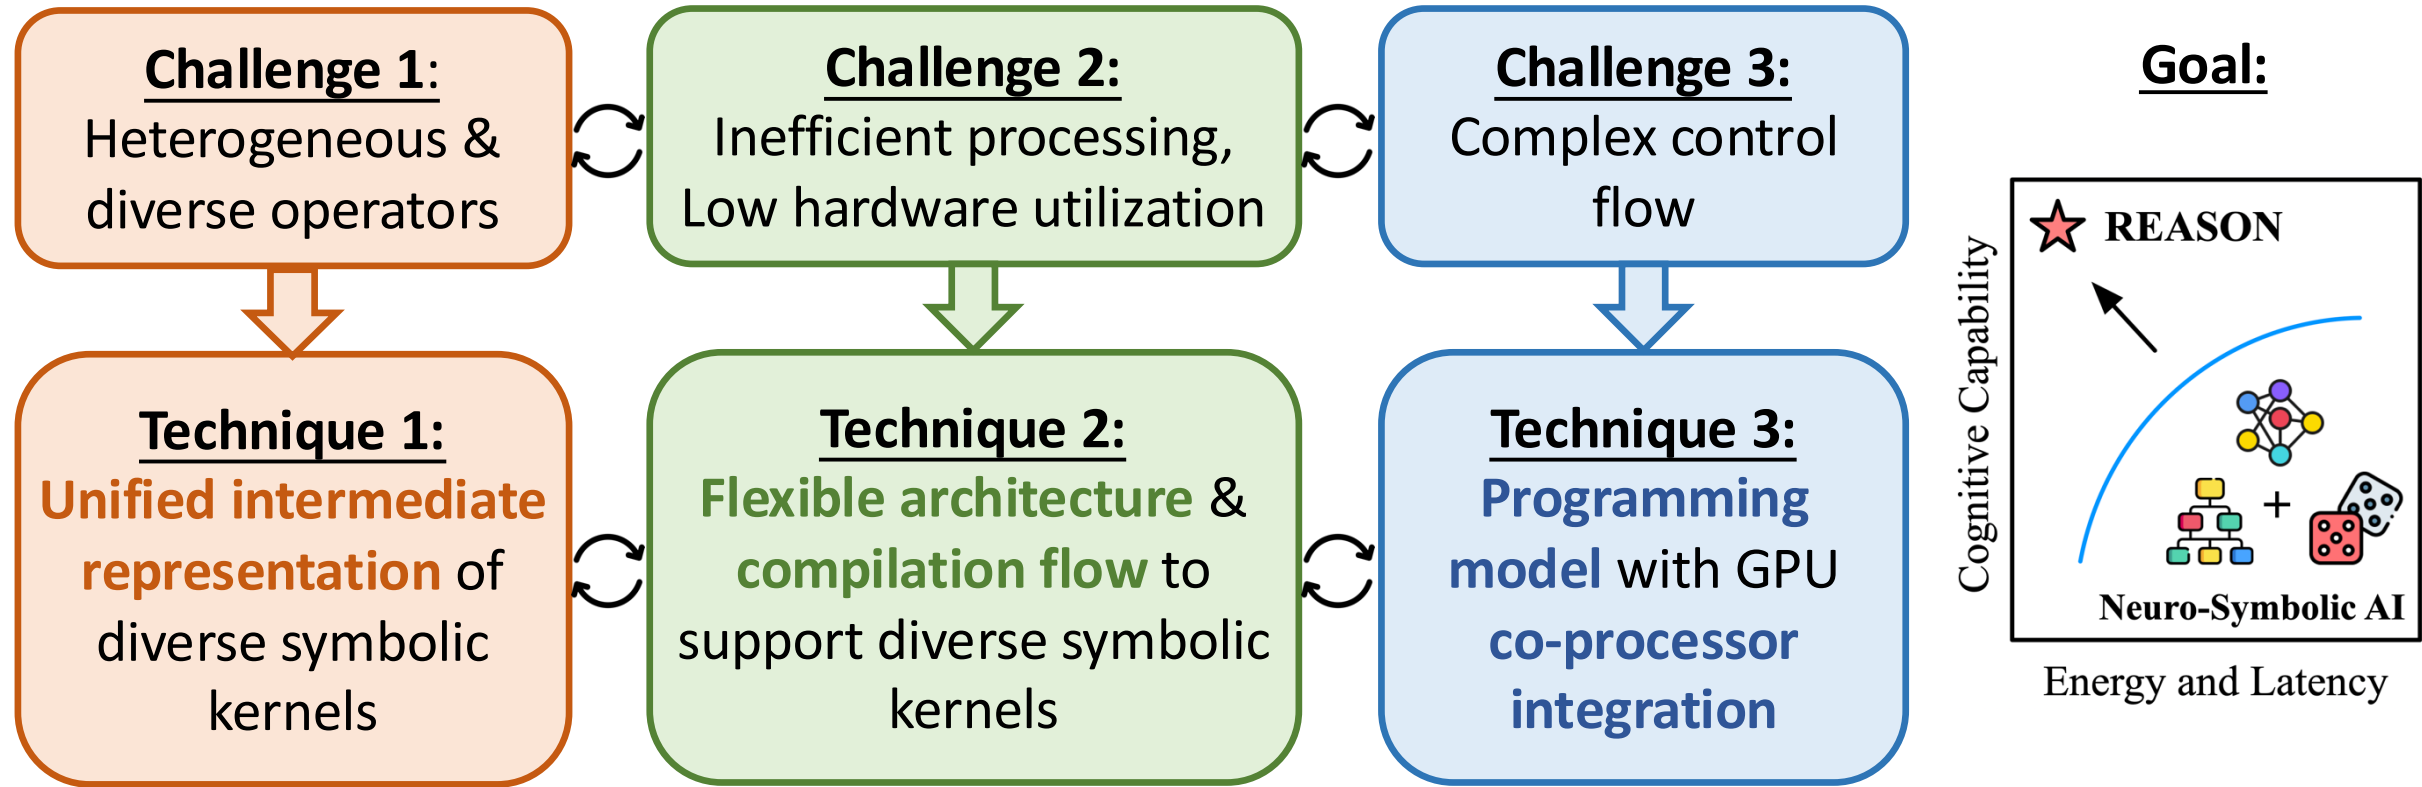 Challenge 1:
Heterogeneous &
diverse operators
Challenge 2:
Inefficient processing,
Low hardware utilization
Challenge 3:
Complex control
flow
Technique 1:
Unified intermediate
representation of
diverse symbolic
kernels
Technique 2:
Flexible architecture &
compilation flow to
support diverse symbolic
kernels
Technique 3:
Programming
model with GPU
co-processor
integration
Goal:
Cognitive Capability
REASON
+
Neuro-Symbolic AI
Energy and Latency